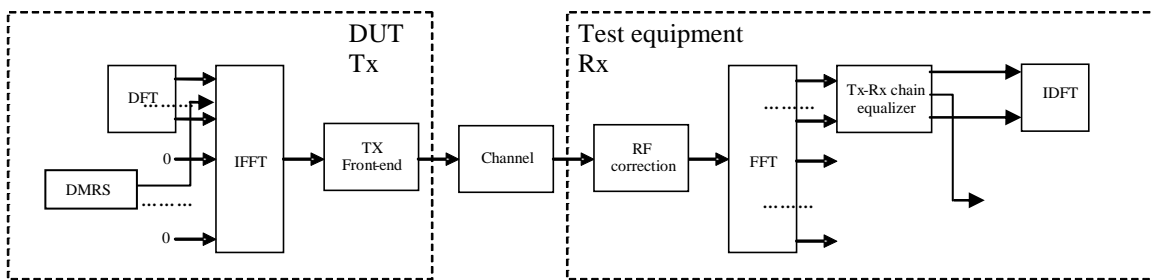 DUT
Tx
Test equipment
Rx
DFT
………
IFFT
0
DMRS
………
0
TX
Front-end
Channel
RF
correction
FFT
………
………
Tx-Rx chain
equalizer
IDFT